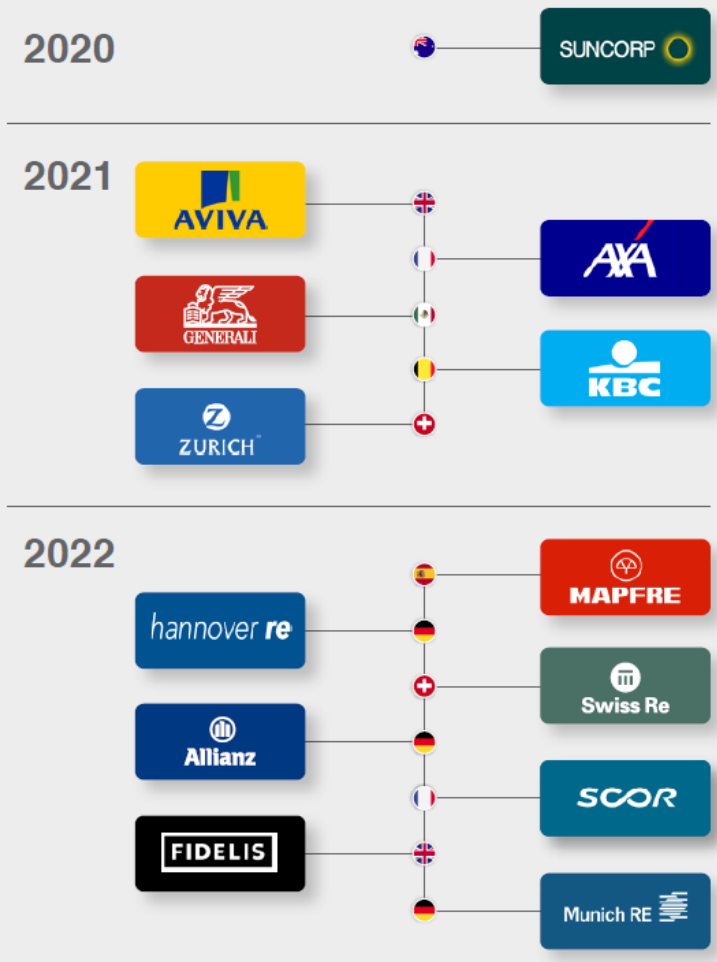 2020
SUNCORP
2021
AVIVA
AXA
GENERALI
KBC
Z
ZURICH
2022
MAPFRE
hannover re
Swiss Re
Allianz
SCOR
FIDELIS
Munich RE